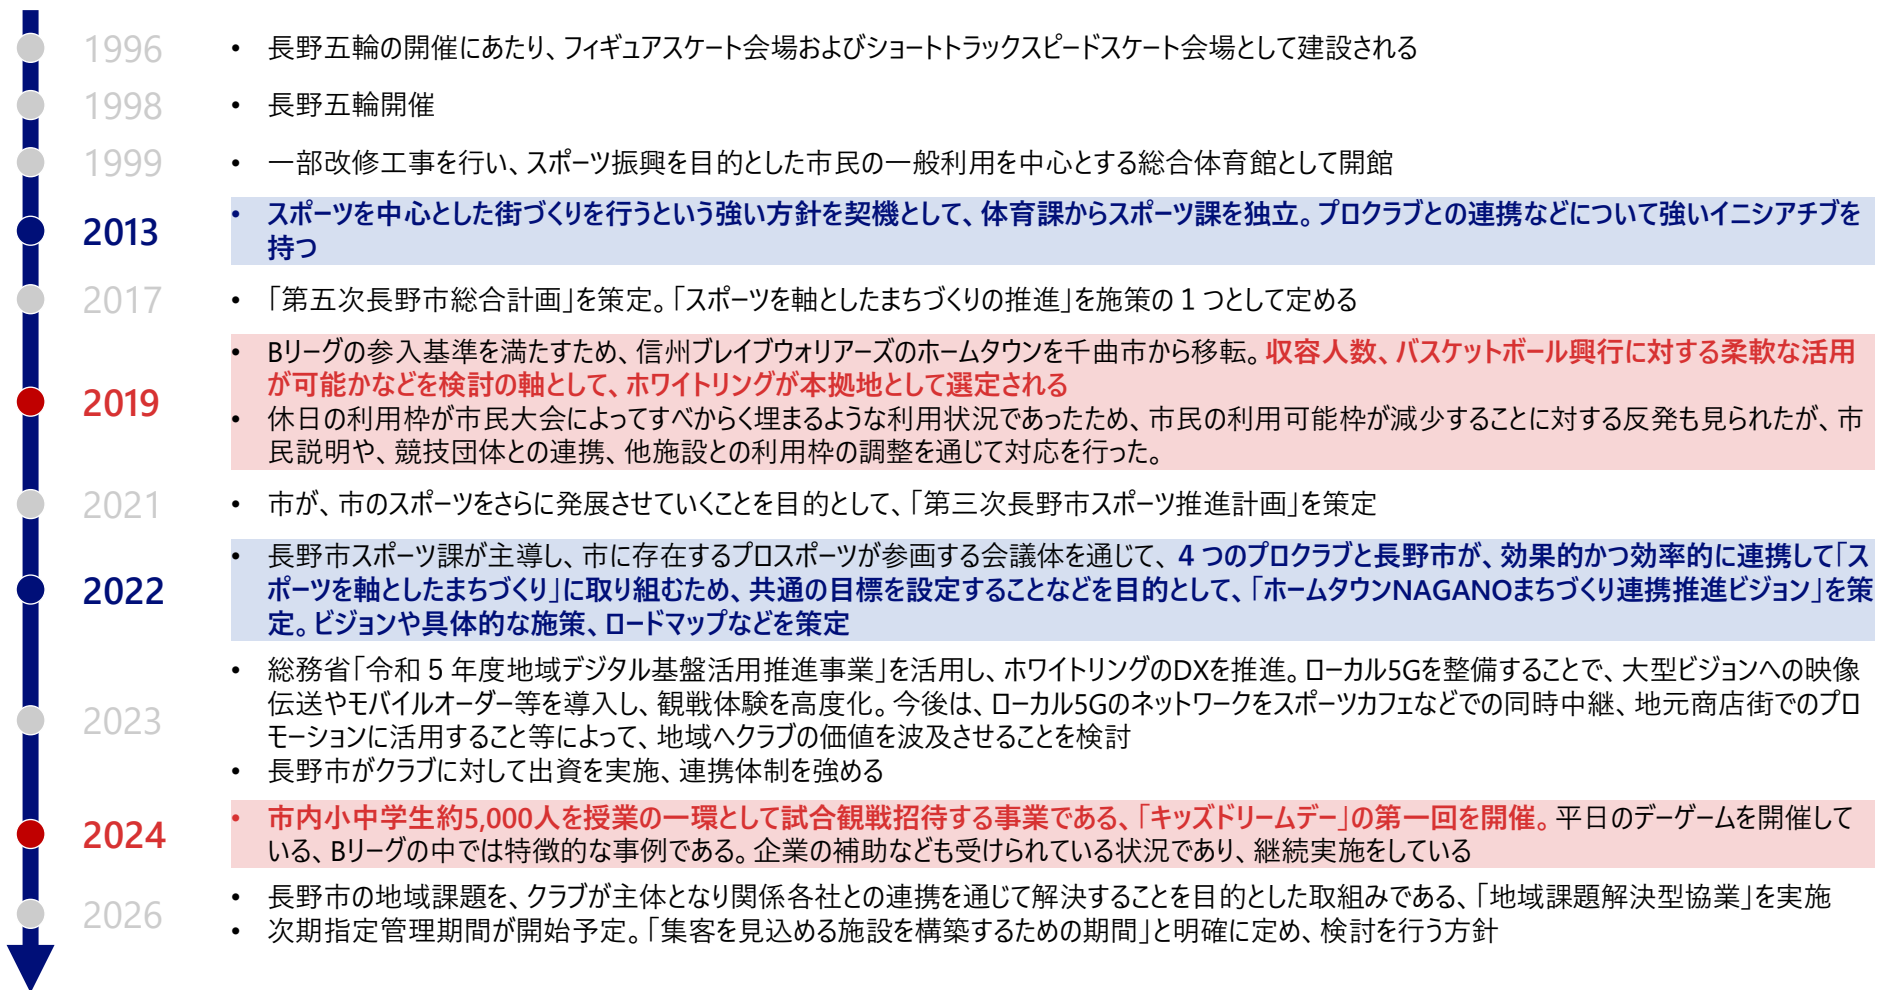 1996
• 長野五輪の開催にあたり、フィギュアスケート会場およびショートトラックスピードスケート会場として建設される
1998
• 長野五輪開催
1999
• 一部改修工事を行い、スポーツ振興を目的とした市民の一般利用を中心とする総合体育館として開館
2013
• スポーツを中心とした街づくりを行うという強い方針を契機として、体育課からスポーツ課を独立。プロクラブとの連携などについて強いイニシアチブを
持つ
2017
• 「第五次長野市総合計画」を策定。「スポーツを軸としたまちづくりの推進」を施策の1つとして定める
2019
• Bリーグの参入基準を満たすため、信州ブレイブウォリアーズのホームタウンを千曲市から移転。収容人数、バスケットボール興行に対する柔軟な活用
が可能かなどを検討の軸として、ホワイトリングが本拠地として選定される
• 休日の利用枠が市民大会によってすべからく埋まるような利用状況であったため、市民の利用可能枠が減少することに対する反発も見られたが、市
民説明や、競技団体との連携、他施設との利用枠の調整を通じて対応を行った。
2021
• 市が、市のスポーツをさらに発展させていくことを目的として、「第三次長野市スポーツ推進計画」を策定
2022
• 長野市スポーツ課が主導し、市に存在するプロスポーツが参画する会議体を通じて、4つのプロクラブと長野市が、効果的かつ効率的に連携して「ス
ポーツを軸としたまちづくり」に取り組むため、共通の目標を設定することなどを目的として、「ホームタウンNAGANOまちづくり連携推進ビジョン」を策
定。ビジョンや具体的な施策、ロードマップなどを策定
2023
• 総務省「令和5年度地域デジタル基盤活用推進事業」を活用し、ホワイトリングのDXを推進。ローカル5Gを整備することで、大型ビジョンへの映像
伝送やモバイルオーダー等を導入し、観戦体験を高度化。今後は、ローカル5Gのネットワークをスポーツカフェなどでの同時中継、地元商店街でのプロ
モーションに活用すること等によって、地域へクラブの価値を波及させることを検討
• 長野市がクラブに対して出資を実施、連携体制を強める
2024
• 市内小中学生約5,000人を授業の一環として試合観戦招待する事業である、「キッズドリームデー」の第一回を開催。平日のデーゲームを開催して
いる、Bリーグの中では特徴的な事例である。企業の補助なども受けられている状況であり、継続実施をしている
2026
• 長野市の地域課題を、クラブが主体となり関係各社との連携を通じて解決することを目的とした取組みである、「地域課題解決型協業」を実施
• 次期指定管理期間が開始予定。「集客を見込める施設を構築するための期間」と明確に定め、検討を行う方針